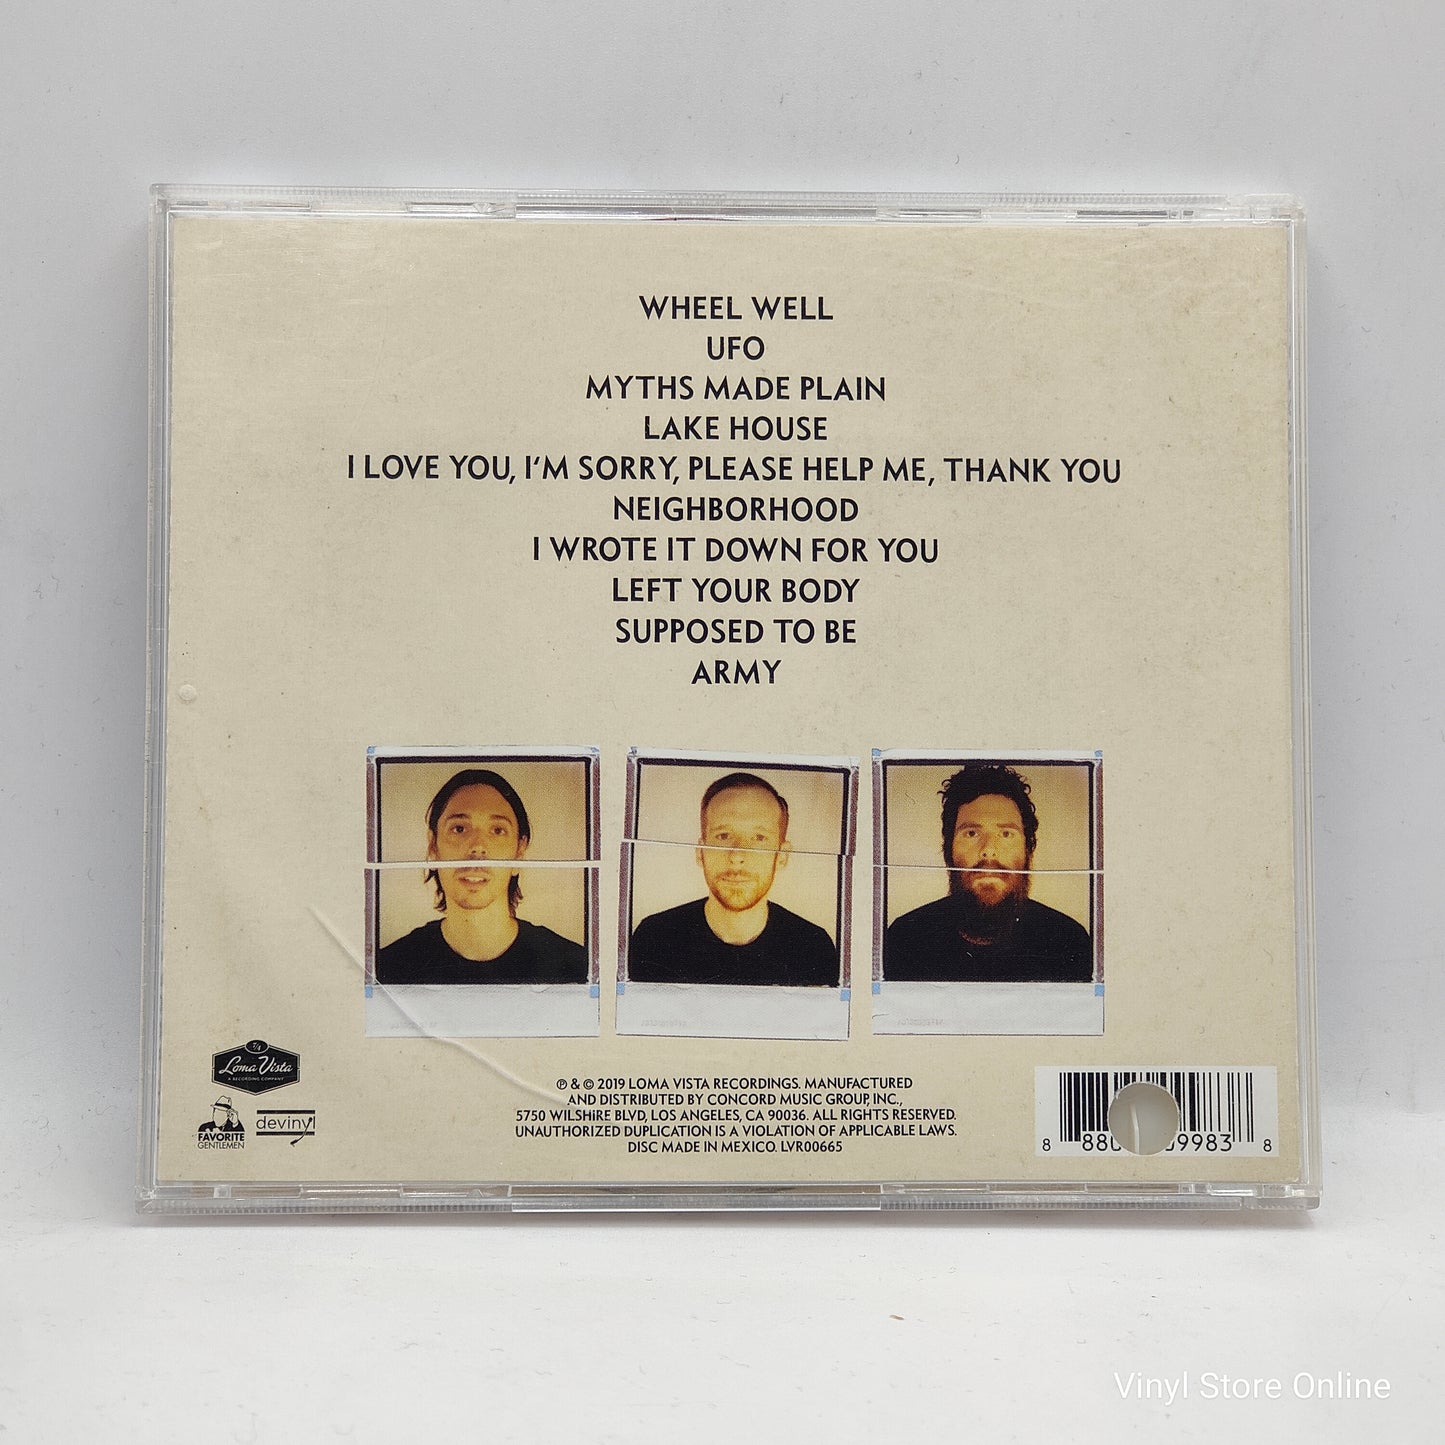 WHEEL WELL
UFO
MYTHS MADE PLAIN
LAKE HOUSE
I LOVE YOU, I'M SORRY, PLEASE HELP ME, THANK YOU
NEIGHBORHOOD
I WROTE IT DOWN FOR YOU
LEFT YOUR BODY
SUPPOSED TO BE
ARMY
Loma Vista
A RECORDING COMPANY
FAVORITE
GENTLEMEN
devinyl
℗ & © 2019 LOMA VISTA RECORDINGS. MANUFACTURED
AND DISTRIBUTED BY CONCORD MUSIC GROUP, INC.,
5750 WILSHIRE BLVD, LOS ANGELES, CA 90036. ALL RIGHTS RESERVED.
UNAUTHORIZED DUPLICATION IS A VIOLATION OF APPLICABLE LAWS.
DISC MADE IN MEXICO. LVR00665
8 880 9983 8
Vinyl Store Online